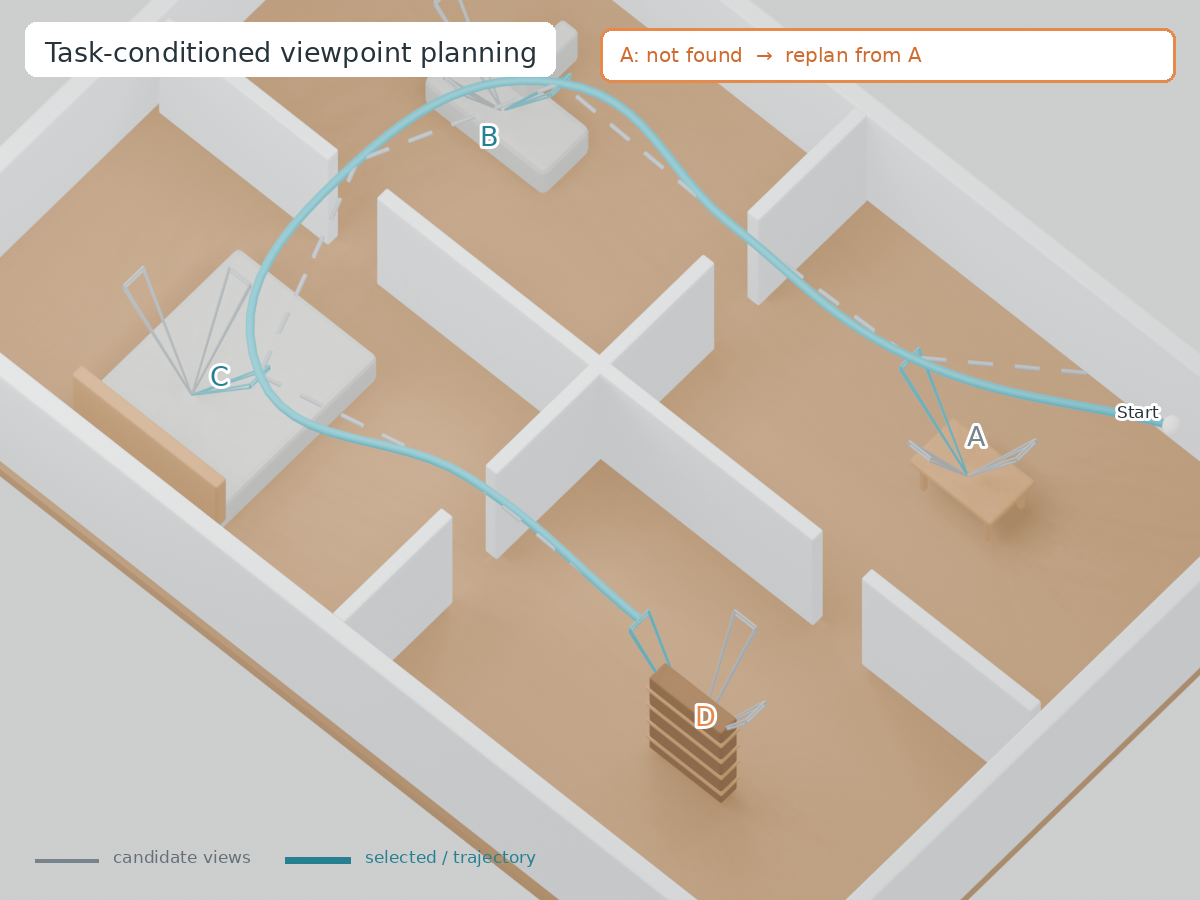 Task-conditioned viewpoint planning
A: not found → replan from A
B
C
Start
A
D
candidate views
selected / trajectory